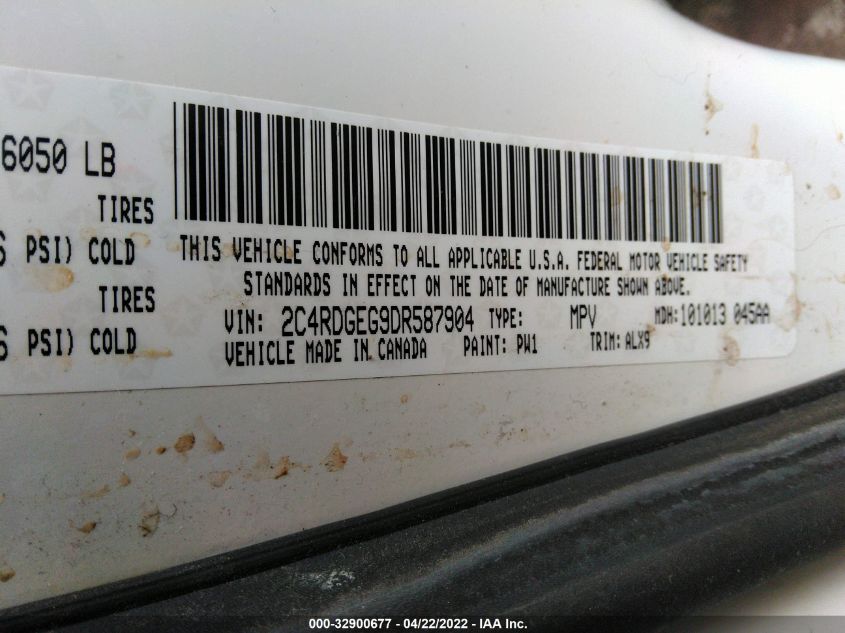 6050 LB
TIRES
PSI) COLD
TIRES
PSI) COLD
THIS VEHICLE CONFORMS TO ALL APPLICABLE U.S.A. FEDERAL MOTOR VEHICLE SAFETY
STANDARDS IN EFFECT ON THE DATE OF MANUFACTURE SHOWN ABOVE.
VIN: 2C4RDGEG9DR587904 TYPE: MPV MDH:101013 045AA
VEHICLE MADE IN CANADA PAINT: PW1 TRIM: ALX9
000-32900677 - 04/22/2022 - IAA Inc.